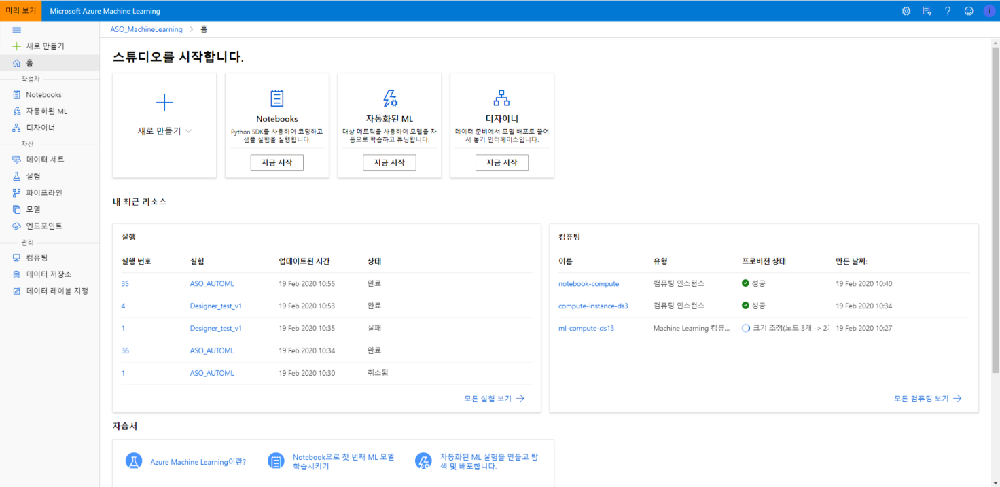 미리 보기
Microsoft Azure Machine Learning
i
ASO_MachineLearning > 홈
새로 만들기
홈
작성자
Notebooks
자동화된 ML
디자이너
자산
데이터 세트
실험
파이프라인
모델
엔드포인트
관리
컴퓨팅
데이터 저장소
데이터 레이블 지정
스튜디오를 시작합니다.
새로 만들기
Notebooks
Python SDK를 사용하여 코딩하고
샘플 실험을 실행합니다.
지금 시작
자동화된 ML
대상 메트릭을 사용하여 모델을 자
동으로 학습하고 튜닝합니다.
지금 시작
디자이너
데이터 준비에서 모델 배포로 끌어
서 놓기 인터페이스입니다.
지금 시작
내 최근 리소스
실행
실행 번호 실험 업데이트된 시간 상태
35 ASO_AUTOML 19 Feb 2020 10:55 완료
4 Designer_test_v1 19 Feb 2020 10:53 완료
1 Designer_test_v1 19 Feb 2020 10:35 실패
36 ASO_AUTOML 19 Feb 2020 10:34 완료
1 ASO_AUTOML 19 Feb 2020 10:30 취소됨
모든 실험 보기
컴퓨팅
이름 유형 프로비전 상태 만든 날짜:
notebook-compute 컴퓨팅 인스턴스 성공 19 Feb 2020 10:40
compute-instance-ds3 컴퓨팅 인스턴스 성공 19 Feb 2020 10:34
ml-compute-ds13 Machine Learning 컴퓨... 크기 조정(노드 3개 -> 2 19 Feb 2020 10:27
모든 컴퓨팅 보기
자습서
Azure Machine Learning이란?
Notebook으로 첫 번째 ML 모델
학습시키기
자동화된 ML 실험을 만들고 탐
색 및 배포합니다.